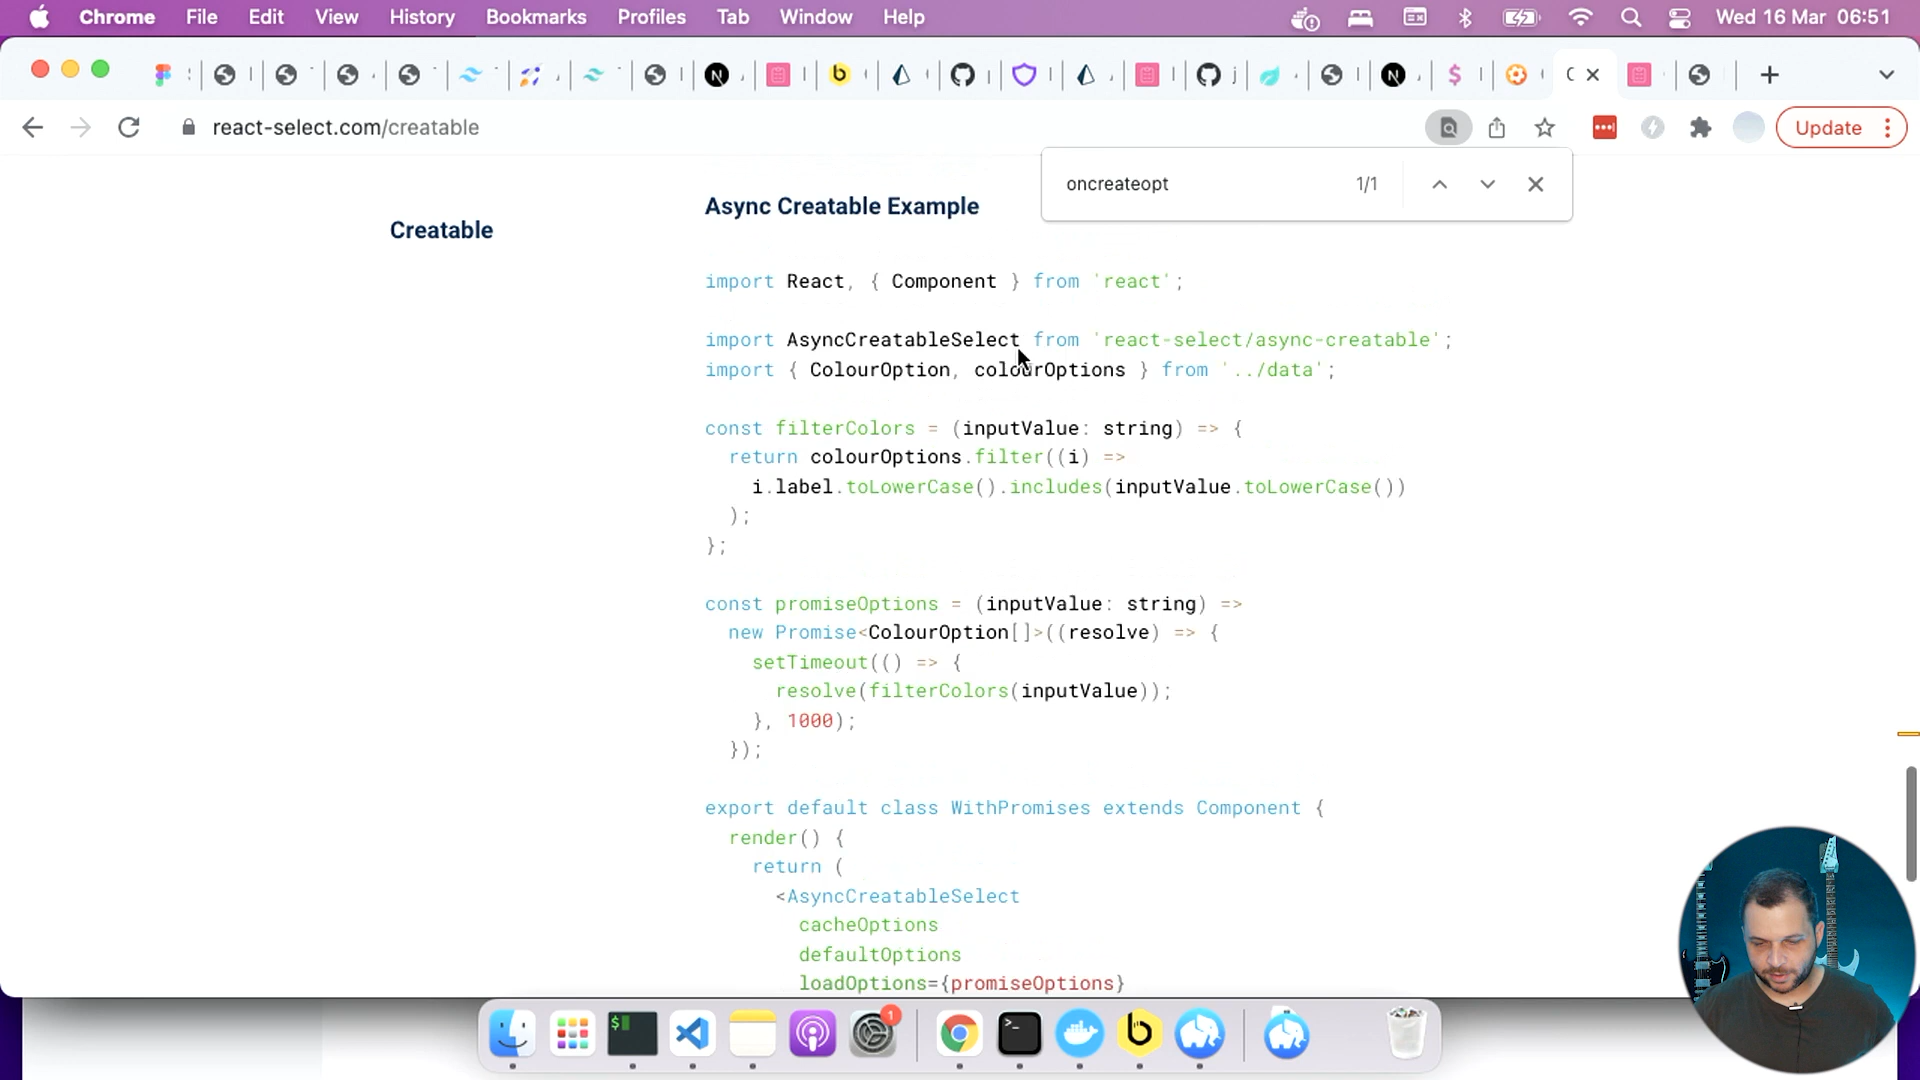 Chrome File Edit View History Bookmarks Profiles Tab Window Help Wed 16 Mar 06:51
react-select.com/creatable
Update
oncreateopt 1/1
Creatable
Async Creatable Example
import React, { Component } from 'react';
import AsyncCreatableSelect from 'react-select/async-creatable';
import { ColourOption, colourOptions } from '../data';
const filterColors = (inputValue: string) => {
return colourOptions.filter((i) =>
i.label.toLowerCase().includes(inputValue.toLowerCase())
);
};
const promiseOptions = (inputValue: string) =>
new Promise<ColourOption[]>((resolve) => {
setTimeout(() => {
resolve(filterColors(inputValue));
}, 1000);
});
export default class WithPromises extends Component {
render() {
return (
<AsyncCreatableSelect
cacheOptions
defaultOptions
loadOptions={promiseOptions}
1